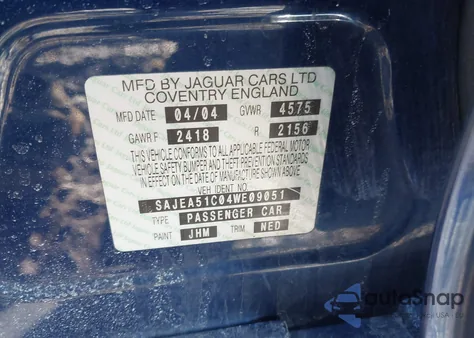 MFD BY JAGUAR CARS LTD
COVENTRY ENGLAND
MFD DATE 04/04 GVWR 4575
GAWR F 2418 R 2156
THIS VEHICLE CONFORMS TO ALL APPLICABLE FEDERAL MOTOR
VEHICLE SAFETY BUMPER AND THEFT PREVENTION STANDARDS
IN EFFECT ON THE DATE OF MANUFACTURE SHOWN ABOVE
VEH IDENT No
SAJEA51C04WE09051
TYPE PASSENGER CAR
PAINT JHM TRIM NED
autoSnap